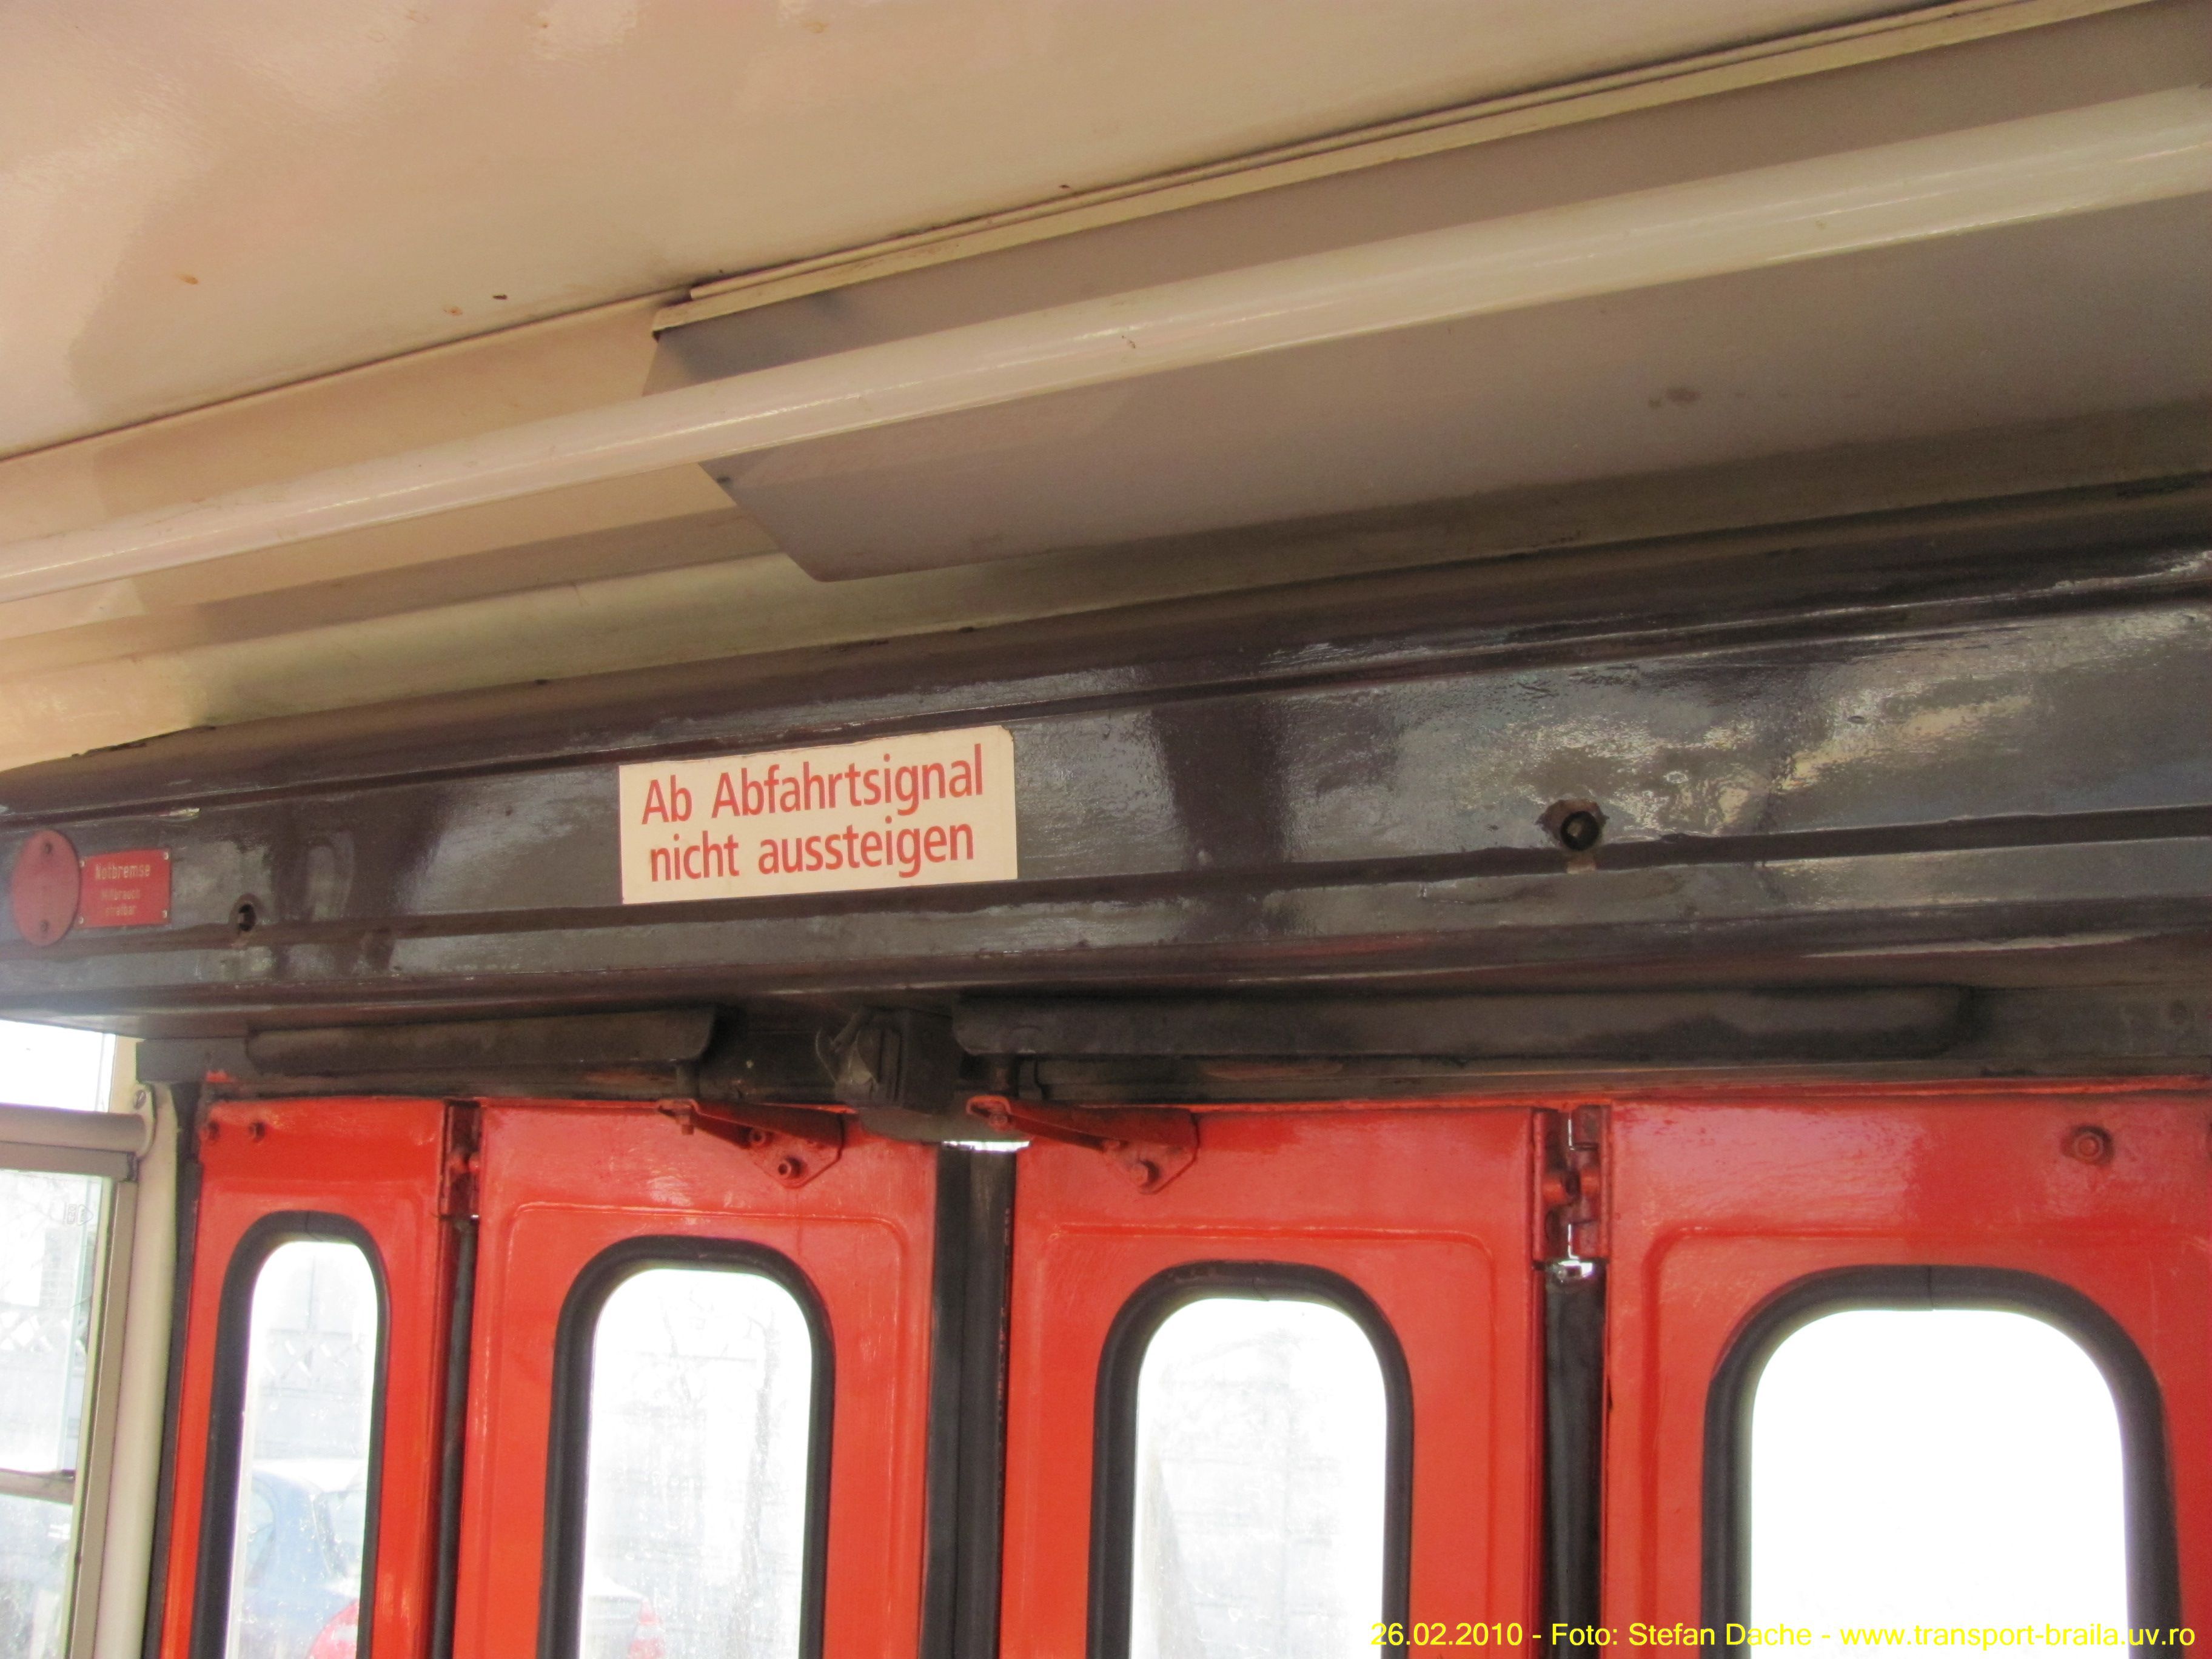 Ab Abfahrtsignal
nicht aussteigen
Notbremse
26.02.2010 - Foto: Stefan Dache - www.transport-braila.uv.ro